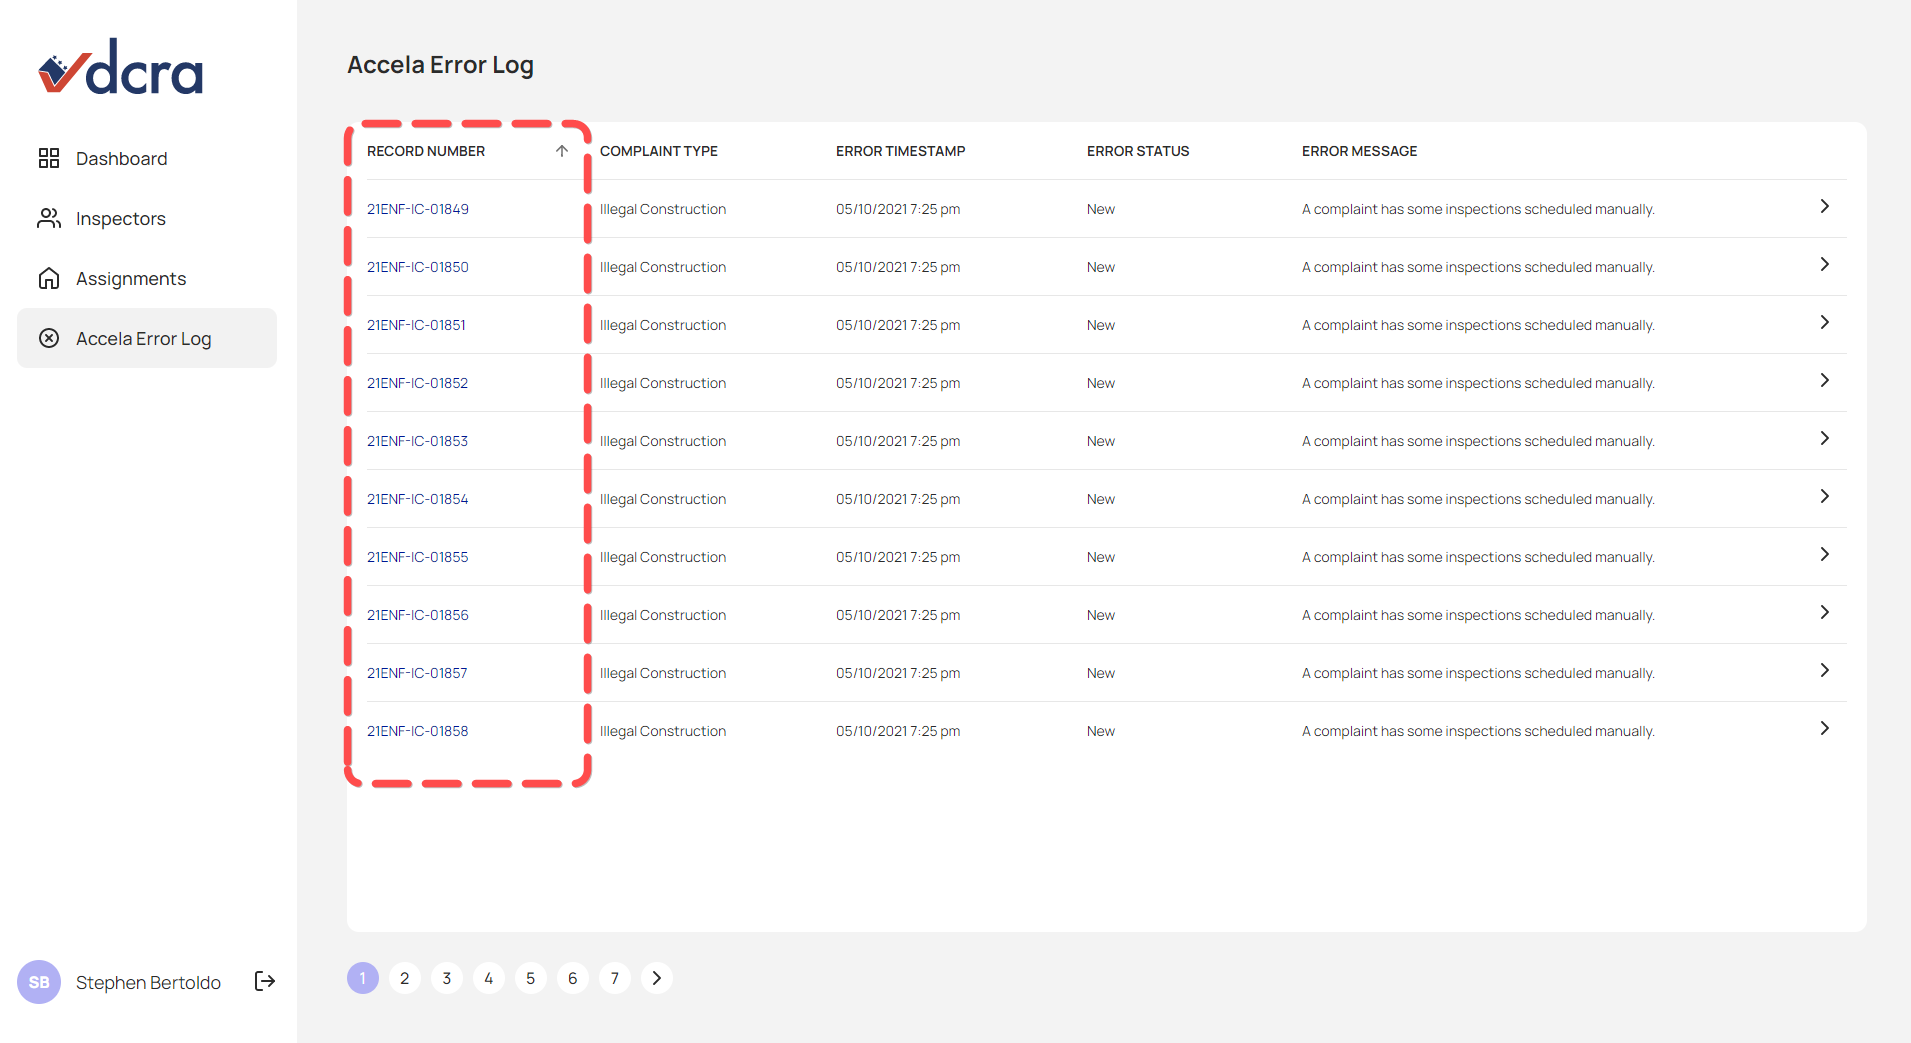 dcra
Dashboard
Inspectors
Assignments
Accela Error Log
Accela Error Log
RECORD NUMBER COMPLAINT TYPE ERROR TIMESTAMP ERROR STATUS ERROR MESSAGE
21ENF-IC-01849 Illegal Construction 05/10/2021 7:25 pm New A complaint has some inspections scheduled manually.
21ENF-IC-01850 Illegal Construction 05/10/2021 7:25 pm New A complaint has some inspections scheduled manually.
21ENF-IC-01851 Illegal Construction 05/10/2021 7:25 pm New A complaint has some inspections scheduled manually.
21ENF-IC-01852 Illegal Construction 05/10/2021 7:25 pm New A complaint has some inspections scheduled manually.
21ENF-IC-01853 Illegal Construction 05/10/2021 7:25 pm New A complaint has some inspections scheduled manually.
21ENF-IC-01854 Illegal Construction 05/10/2021 7:25 pm New A complaint has some inspections scheduled manually.
21ENF-IC-01855 Illegal Construction 05/10/2021 7:25 pm New A complaint has some inspections scheduled manually.
21ENF-IC-01856 Illegal Construction 05/10/2021 7:25 pm New A complaint has some inspections scheduled manually.
21ENF-IC-01857 Illegal Construction 05/10/2021 7:25 pm New A complaint has some inspections scheduled manually.
21ENF-IC-01858 Illegal Construction 05/10/2021 7:25 pm New A complaint has some inspections scheduled manually.
1 2 3 4 5 6 7
SB Stephen Bertoldo